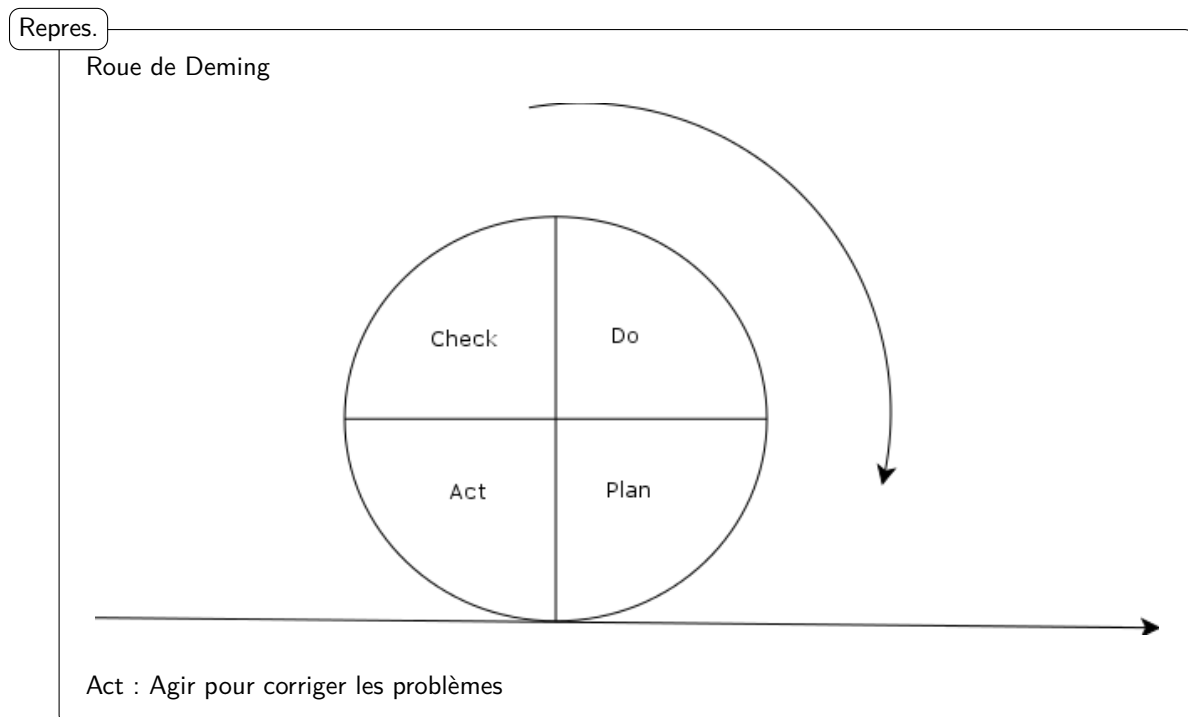 Repres.
Roue de Deming
Check Do
Act Plan
Act : Agir pour corriger les problèmes